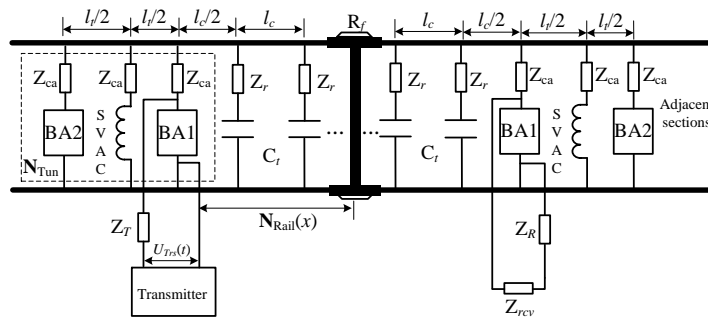 l_t/2 l_t/2 l_c/2 l_c R_f l_c l_c/2 l_t/2 l_t/2
Z_ca Z_ca Z_ca Z_r Z_r Z_r Z_r Z_ca Z_ca Z_ca
BA2 SVAC BA1 ... ... BA1 SVAC BA2 Adjacen
sections
N_Tun C_t C_t
N_Rail(x)
Z_T Z_R
U_Trs(t)
Transmitter Z_rcv